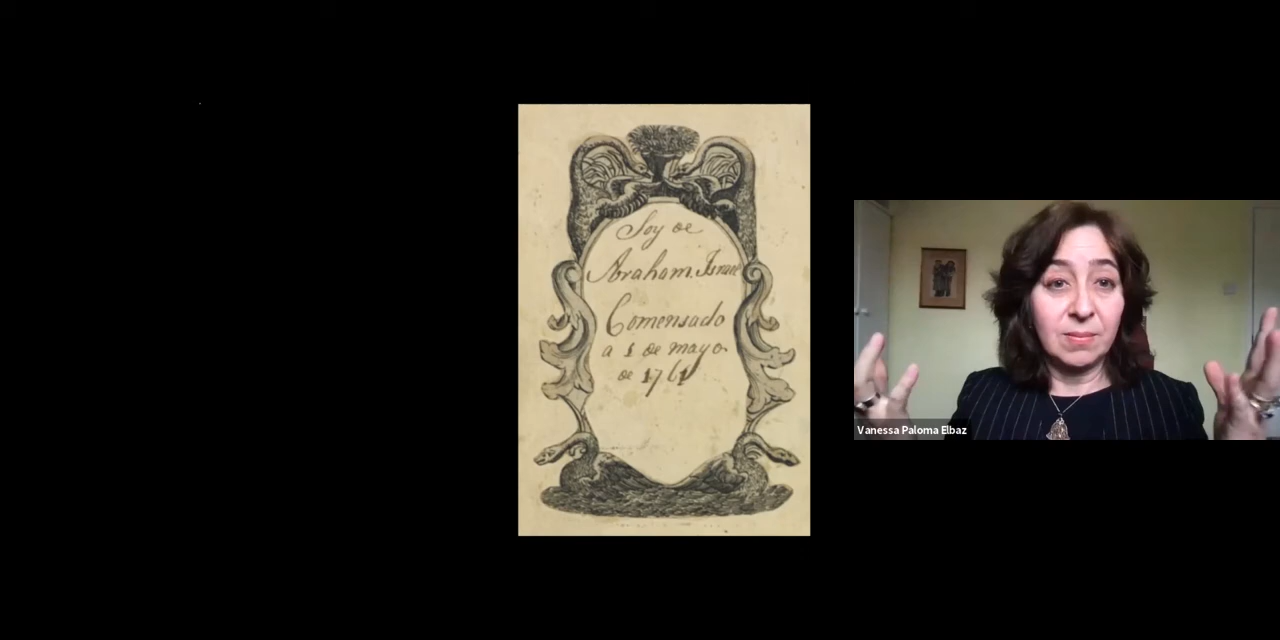 Soy de
Abraham Israel
Comensado
a 1 de mayo
de 1761
Vanessa Paloma Elbaz